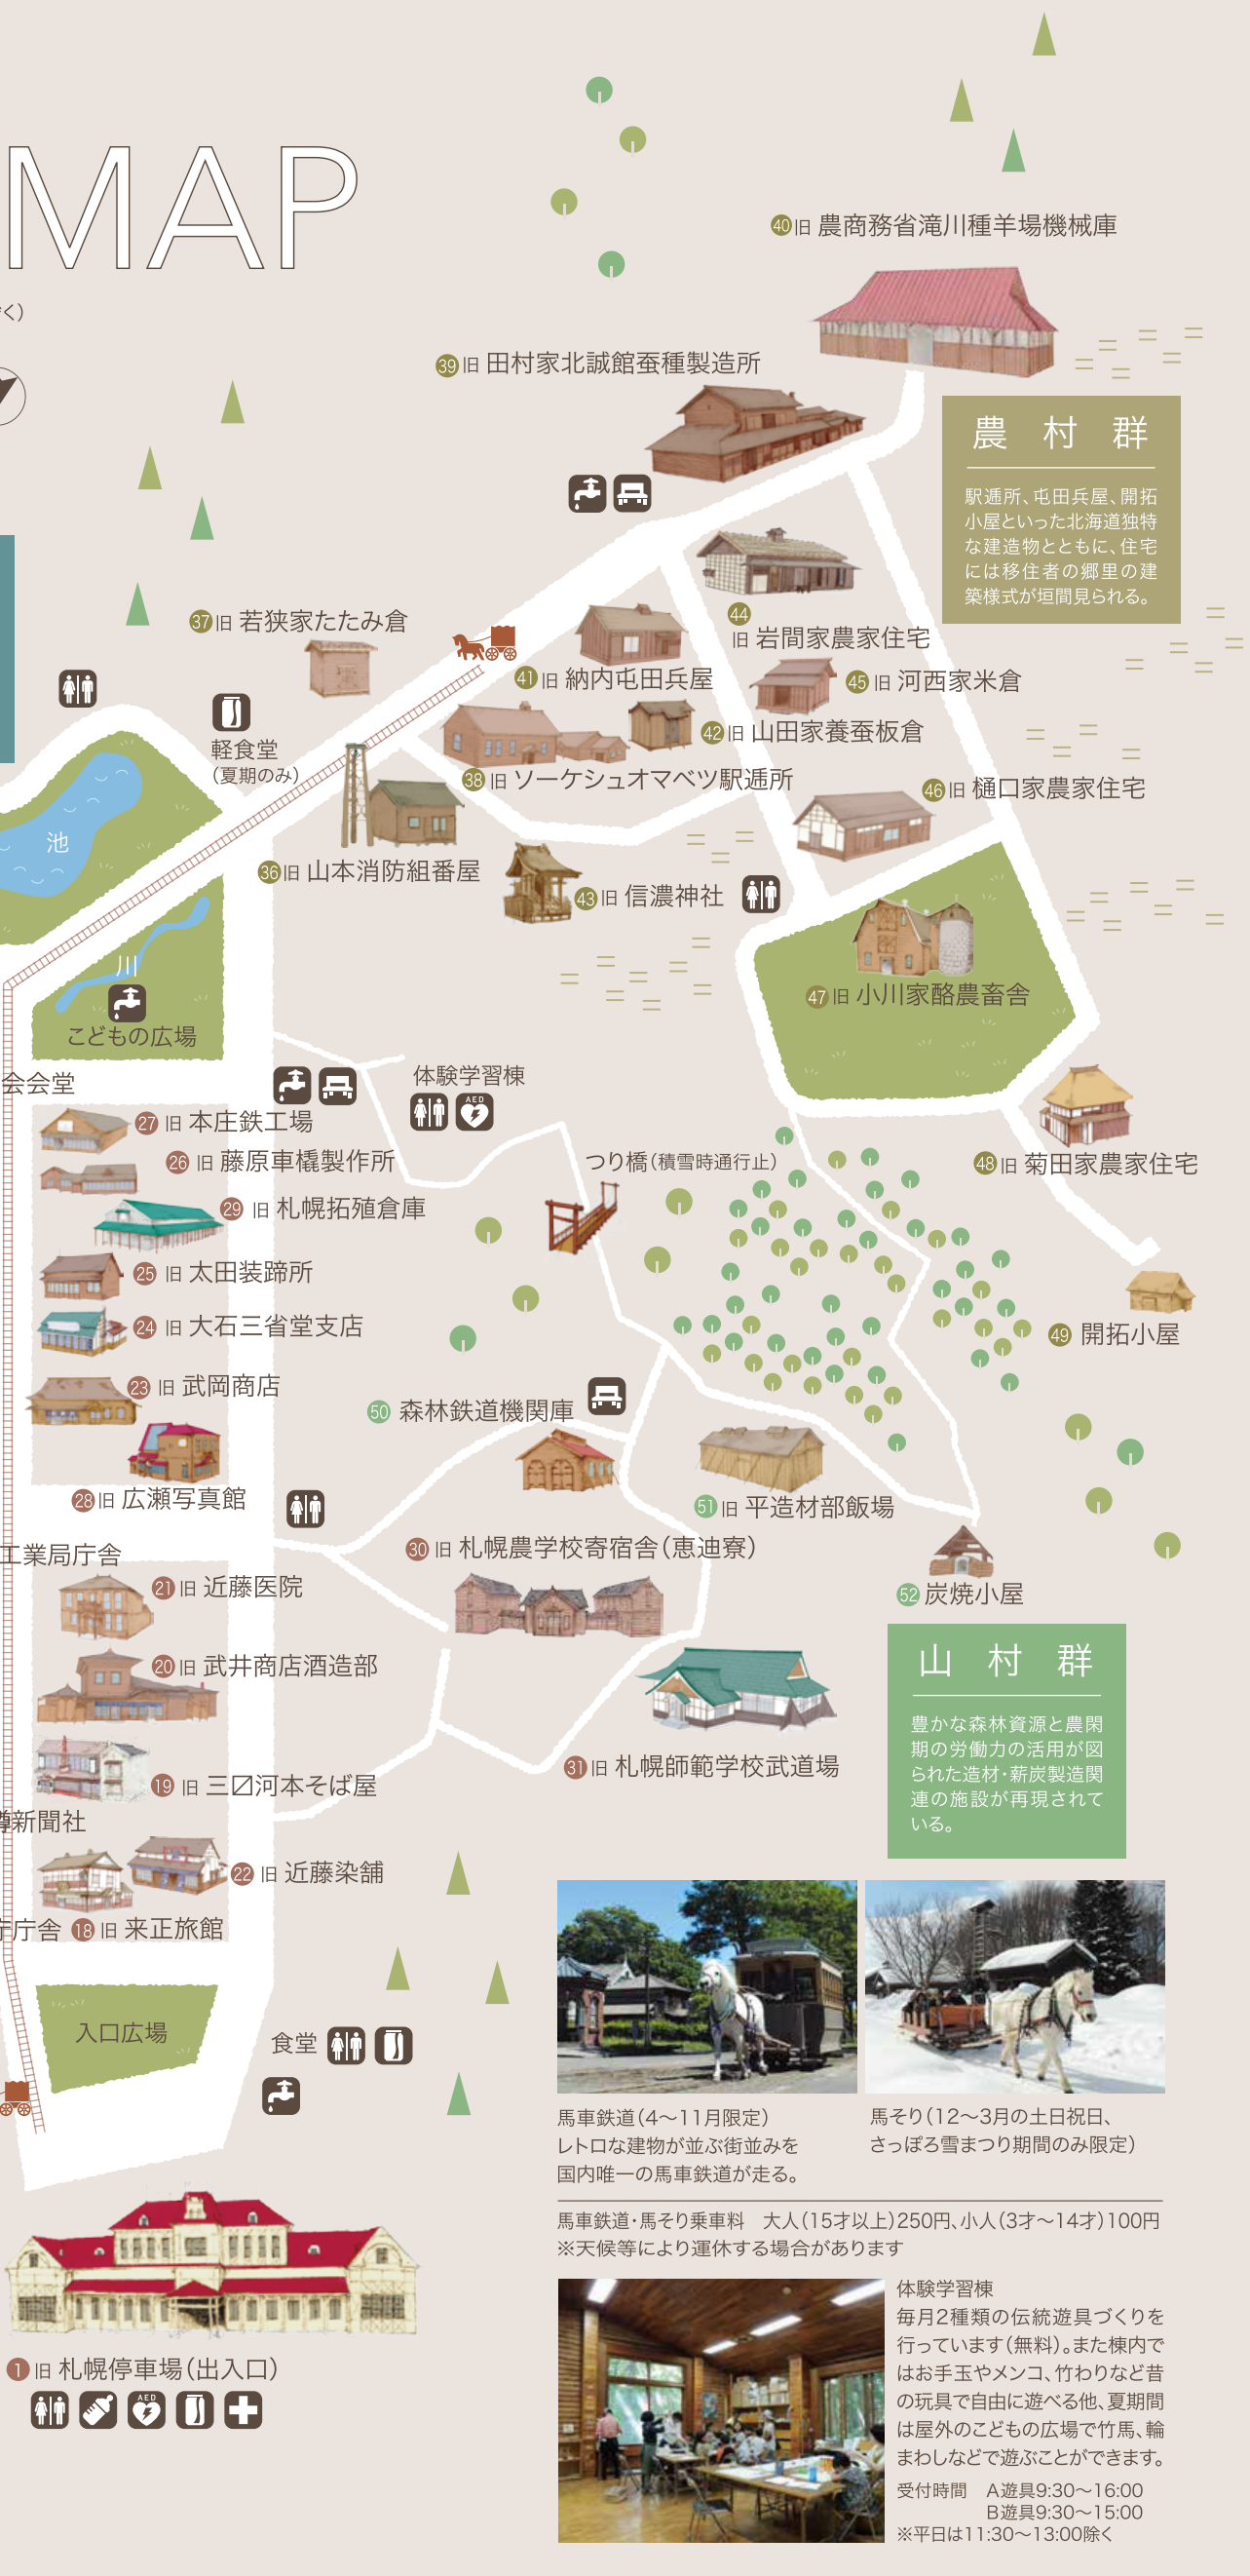 MAP
く）
40 旧 農商務省滝川種羊場機械庫
39 旧 田村家北誠館蚕種製造所
農村群
駅逓所、屯田兵屋、開拓
小屋といった北海道独特
な建造物とともに、住宅
には移住者の郷里の建
築様式が垣間見られる。
37 旧 若狭家たたみ倉
44
旧 岩間家農家住宅
41 旧 納内屯田兵屋
45 旧 河西家米倉
42 旧 山田家養蚕板倉
軽食堂
（夏期のみ）
38 旧 ソーケシュオマベツ駅逓所
46 旧 樋口家農家住宅
池
36 旧 山本消防組番屋
43 旧 信濃神社
川
47 旧 小川家酪農畜舎
こどもの広場
会会堂
体験学習棟
AED
27 旧 本庄鉄工場
26 旧 藤原車橇製作所
つり橋（積雪時通行止）
48 旧 菊田家農家住宅
29 旧 札幌拓殖倉庫
25 旧 太田装蹄所
24 旧 大石三省堂支店
49 開拓小屋
23 旧 武岡商店
50 森林鉄道機関庫
28 旧 広瀬写真館
51 旧 平造材部飯場
工業局庁舎
30 旧 札幌農学校寄宿舎（恵迪寮）
21 旧 近藤医院
52 炭焼小屋
20 旧 武井商店酒造部
山村群
豊かな森林資源と農閑
期の労働力の活用が図
られた造材・薪炭製造関
連の施設が再現されて
いる。
31 旧 札幌師範学校武道場
19 旧 三〼河本そば屋
樽新聞社
22 旧 近藤染舗
庁舎
18 旧 来正旅館
入口広場
食堂
馬車鉄道（4〜11月限定）
レトロな建物が並ぶ街並みを
国内唯一の馬車鉄道が走る。
馬そり（12〜3月の土日祝日、
さっぽろ雪まつり期間のみ限定）
馬車鉄道・馬そり乗車料　大人（15才以上）250円、小人（3才〜14才）100円
※天候等により運休する場合があります
1 旧 札幌停車場（出入口）
AED
体験学習棟
毎月2種類の伝統遊具づくりを
行っています（無料）。また棟内で
はお手玉やメンコ、竹わりなど昔
の玩具で自由に遊べる他、夏期間
は屋外のこどもの広場で竹馬、輪
まわしなどで遊ぶことができます。
受付時間　A遊具9:30〜16:00
B遊具9:30〜15:00
※平日は11:30〜13:00除く